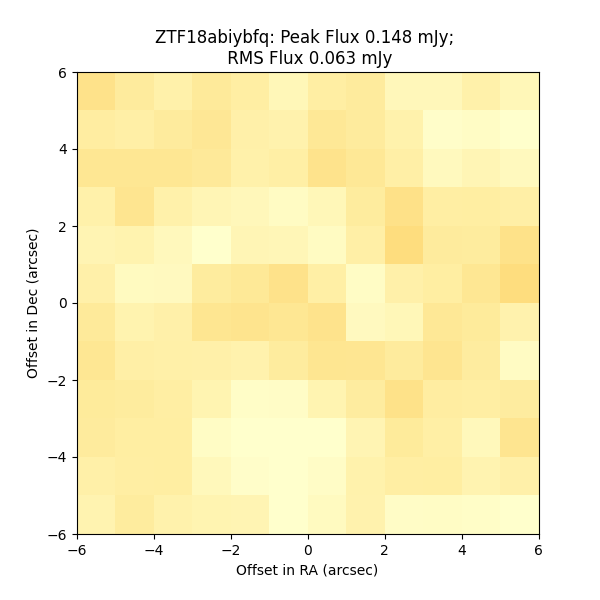 ZTF18abiybfq: Peak Flux 0.148 mJy;
RMS Flux 0.063 mJy
6
4
2
0
−2
−4
−6
Offset in Dec (arcsec)
−6 −4 −2 0 2 4 6
Offset in RA (arcsec)